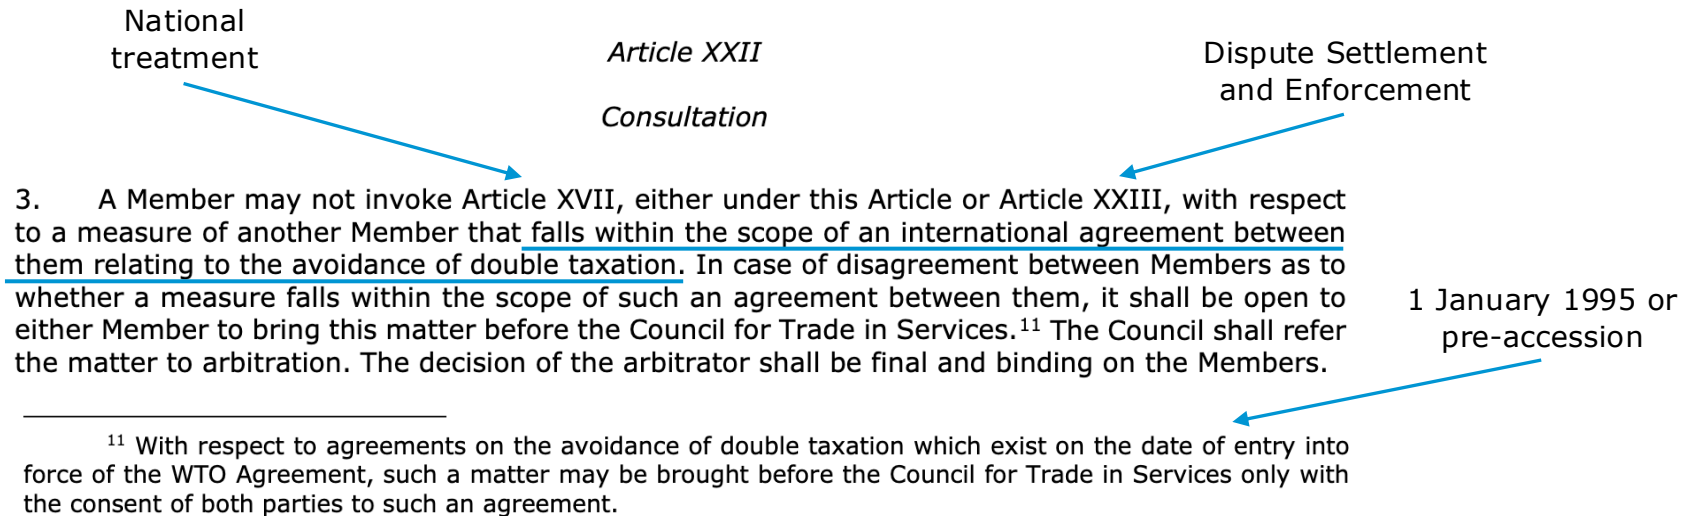 National
treatment
Article XXII
Dispute Settlement
and Enforcement
Consultation
3. A Member may not invoke Article XVII, either under this Article or Article XXIII, with respect
to a measure of another Member that falls within the scope of an international agreement between
them relating to the avoidance of double taxation. In case of disagreement between Members as to
whether a measure falls within the scope of such an agreement between them, it shall be open to
either Member to bring this matter before the Council for Trade in Services.¹¹ The Council shall refer
the matter to arbitration. The decision of the arbitrator shall be final and binding on the Members.
1 January 1995 or
pre-accession
¹¹ With respect to agreements on the avoidance of double taxation which exist on the date of entry into
force of the WTO Agreement, such a matter may be brought before the Council for Trade in Services only with
the consent of both parties to such an agreement.